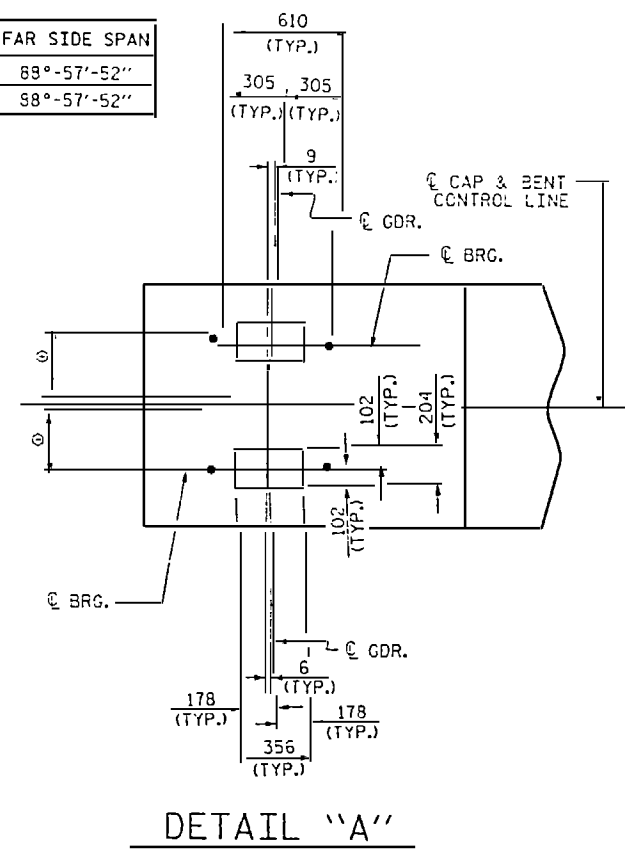 FAR SIDE SPAN
88°-57'-52''
98°-57'-52''
610
(TYP.)
305 , 305
(TYP.) (TYP.)
9
(TYP.)
℄ CAP & BENT
CONTROL LINE
℄ GDR.
℄ BRG.
102
(TYP.)
204
(TYP.)
102
(TYP.)
℄ BRG.
℄ GDR.
6
(TYP.)
178
(TYP.)
178
(TYP.)
356
(TYP.)
DETAIL ‘‘A’’